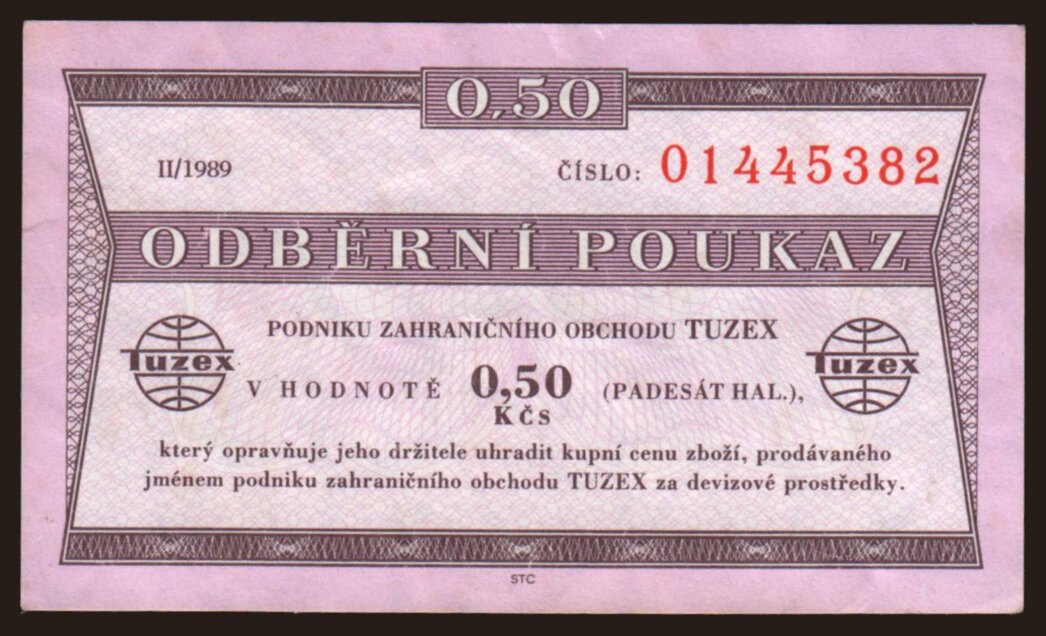 0,50
II/1989 ČÍSLO: 01445382
ODBĚRNÍ POUKAZ
PODNIKU ZAHRANIČNÍHO OBCHODU TUZEX
Tuzex V HODNOTĚ 0,50 (PADESÁT HAL.), Tuzex
KČS
který opravňuje jeho držitele uhradit kupní cenu zboží, prodávaného
jménem podniku zahraničního obchodu TUZEX za devizové prostředky.
STC